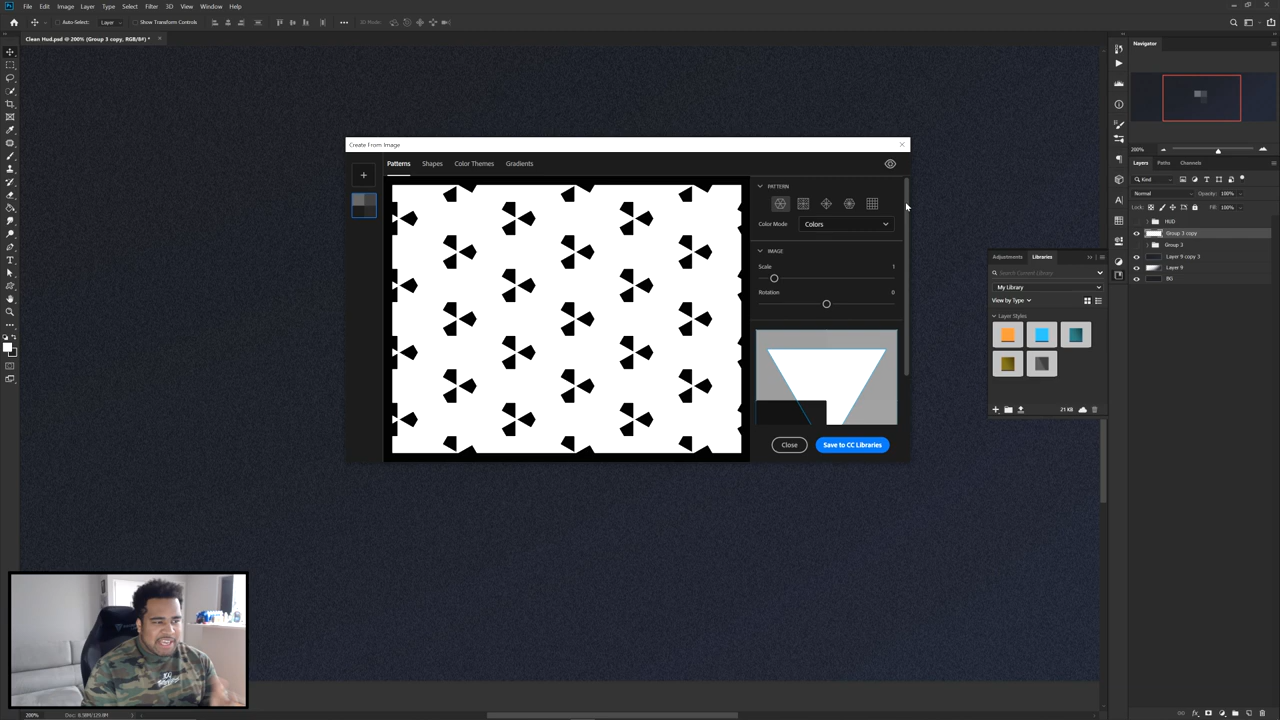 File Edit Image Layer Type Select Filter 3D View Window Help
Auto-Select: Layer Show Transform Controls 3D Mode:
Clean Hud.psd @ 200% (Group 3 copy, RGB/8#) *
Create From Image
Patterns Shapes Color Themes Gradients
PATTERN
Color Mode Colors
IMAGE
Scale 1
Rotation 0
Close Save to CC Libraries
Navigator
200%
Layers Paths Channels
Kind
Normal Opacity: 100%
Lock: Fill: 100%
HUD
Group 3 copy
Group 3
Layer 9 copy 3
Layer 9
BG
Adjustments Libraries
Search Current Library
My Library
View by Type
Layer Styles
21 KB
200% Doc: 8.58M/129.8M